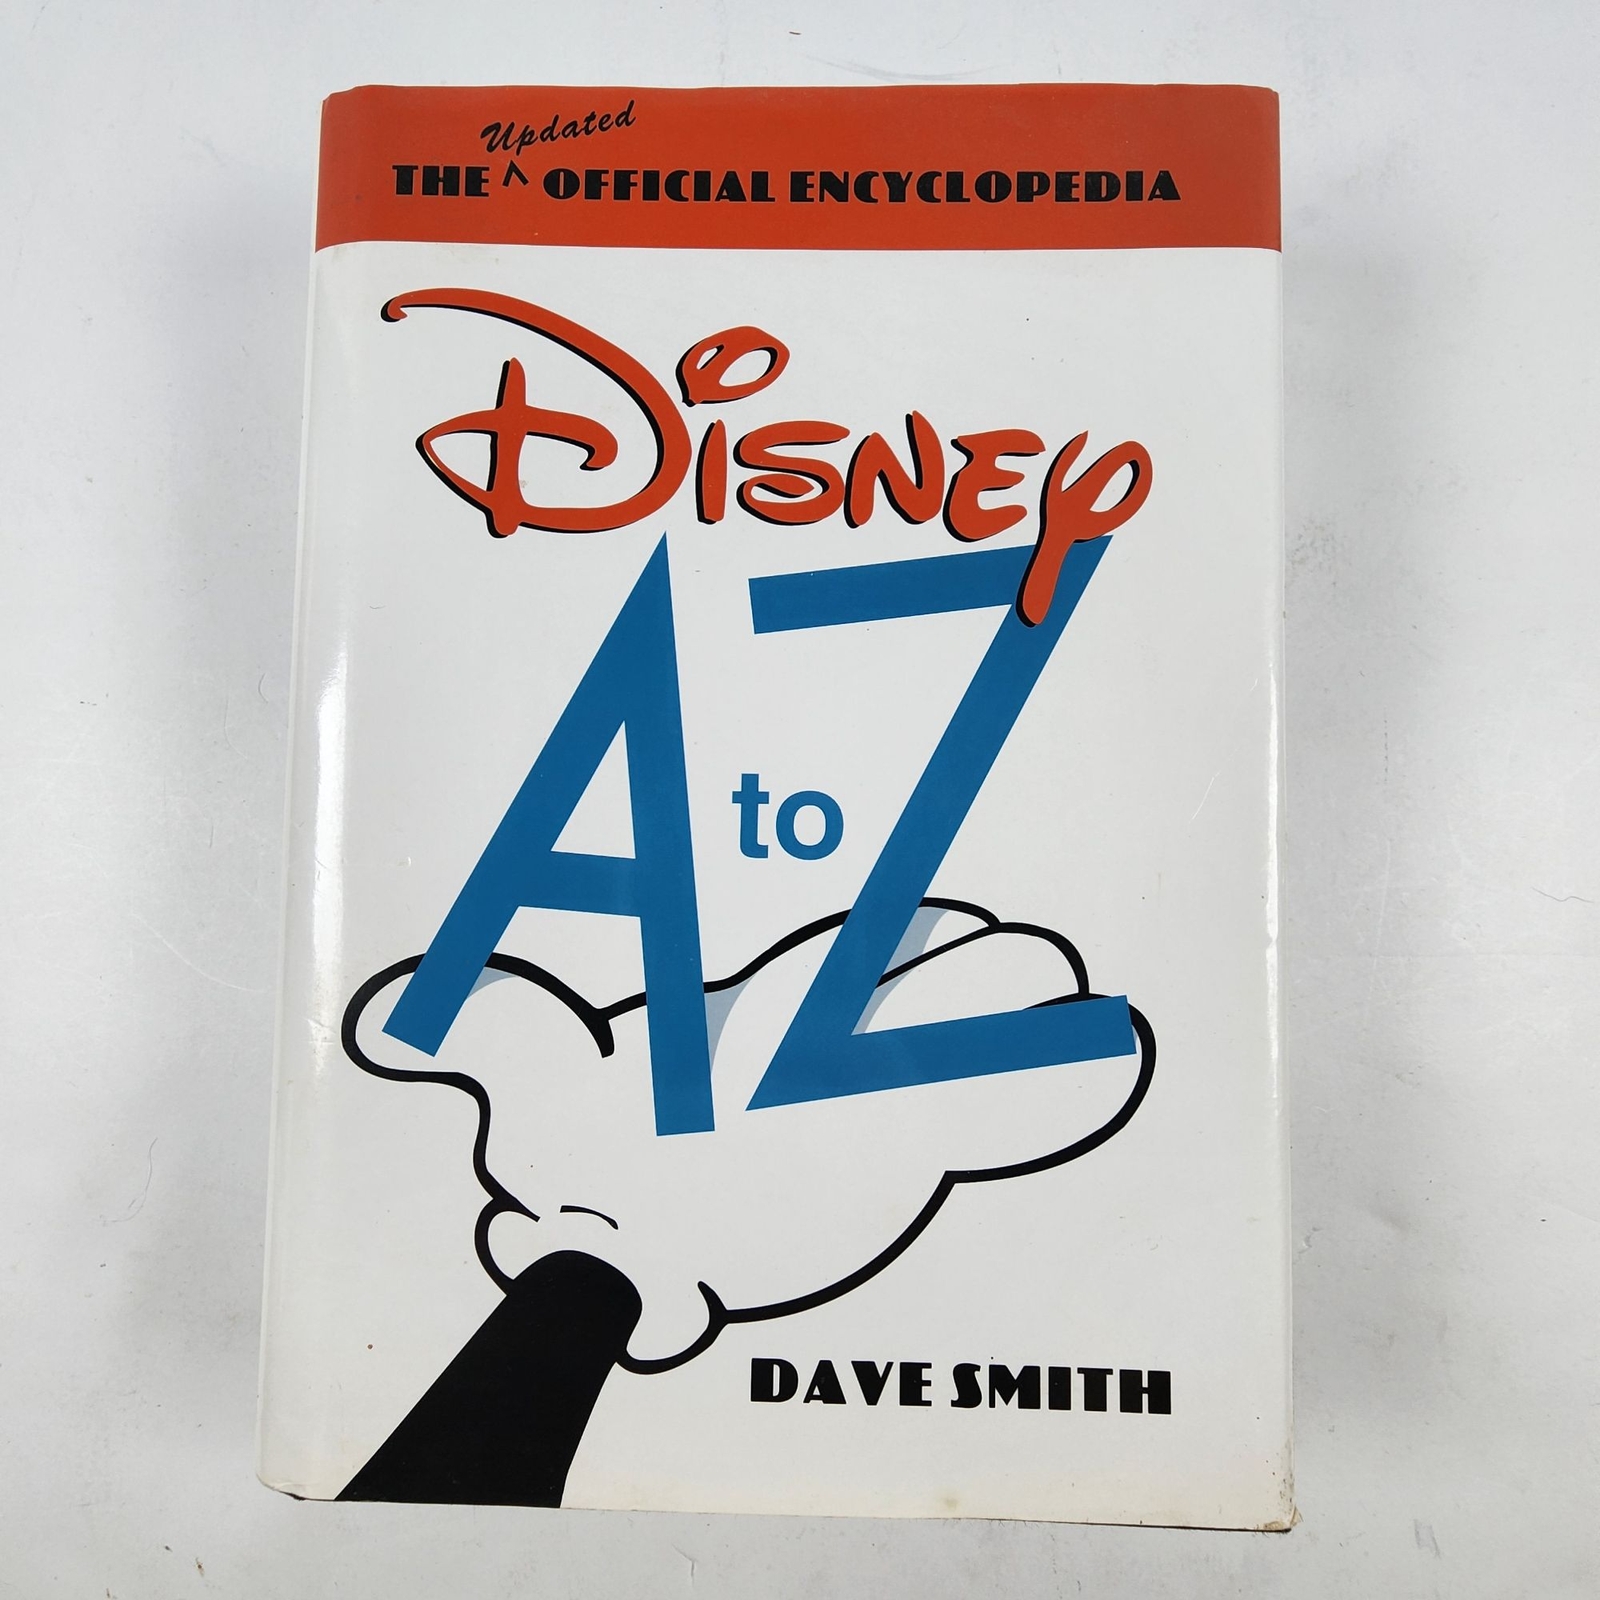 Updated
THE ^ OFFICIAL ENCYCLOPEDIA
DISNEY
A to Z
DAVE SMITH